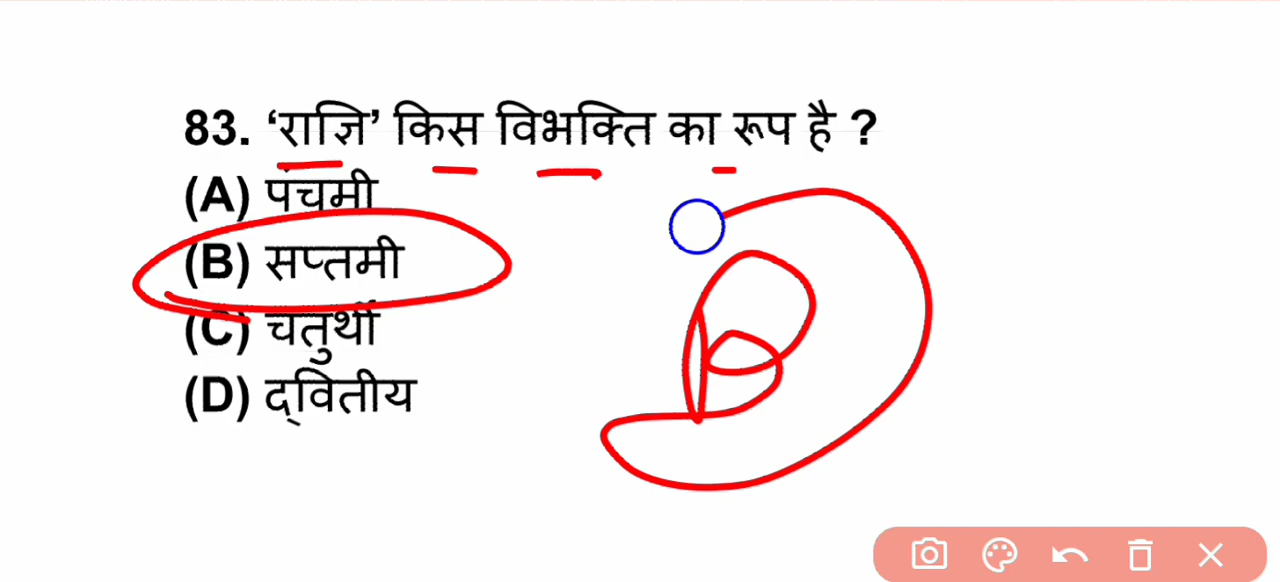 83. ‘राज्ञि’ किस विभक्ति का रूप है ?
(A) पंचमी
(B) सप्तमी
(C) चतुर्थी
(D) द्वितीय
B